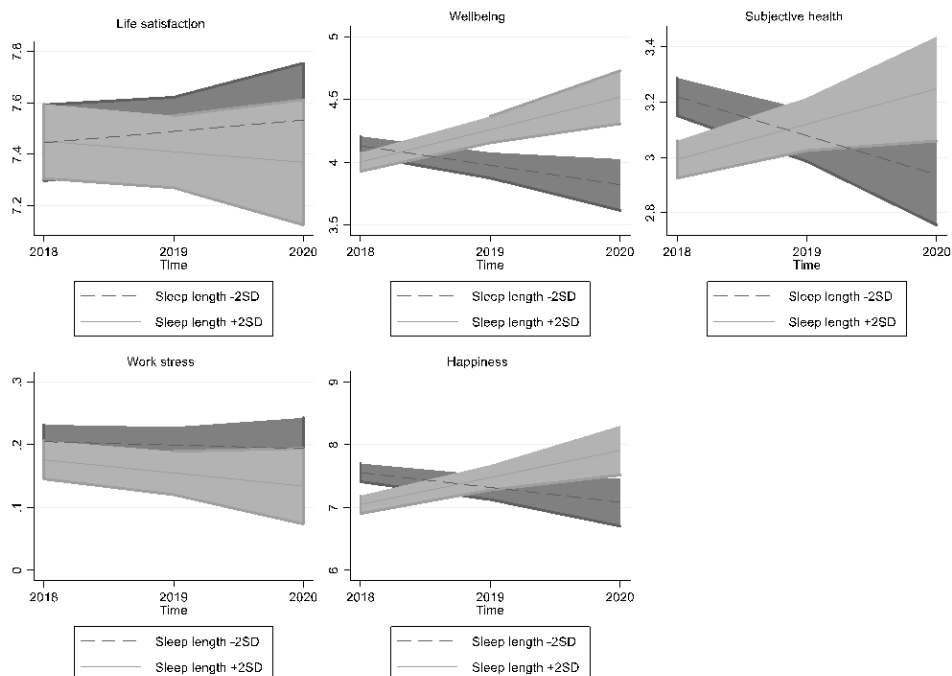 Life satisfaction
7.8
7.6
7.4
7.2
2018 2019 2020
Time
Sleep length -2SD
Sleep length +2SD
Wellbeing
5
4.5
4
3.5
2018 2019 2020
Time
Sleep length -2SD
Sleep length +2SD
Subjective health
3.4
3.2
3
2.8
2018 2019 2020
Time
Sleep length -2SD
Sleep length +2SD
Work stress
.3
.2
.1
0
2018 2019 2020
Time
Sleep length -2SD
Sleep length +2SD
Happiness
9
8
7
6
2018 2019 2020
Time
Sleep length -2SD
Sleep length +2SD